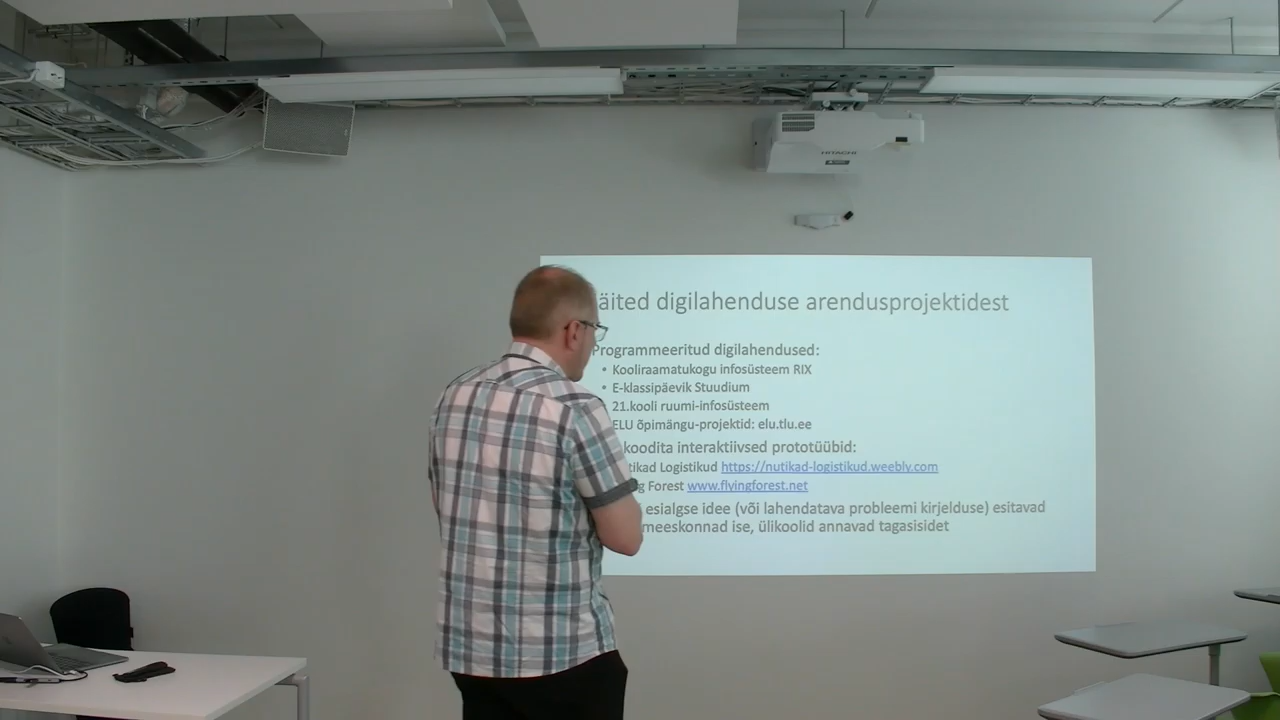 HITACHI
äited digilahenduse arendusprojektidest
Programmeeritud digilahendused:
• Kooliraamatukogu infosüsteem RIX
• E-klassipäevik Stuudium
• 21.kooli ruumi-infosüsteem
ELU õpimängu-projektid: elu.tlu.ee
koodita interaktiivsed prototüübid:
tikad Logistikud https://nutikad-logistikud.weebly.com
g Forest www.flyingforest.net
esialgse idee (või lahendatava probleemi kirjelduse) esitavad
meeskonnad ise, ülikoolid annavad tagasisidet